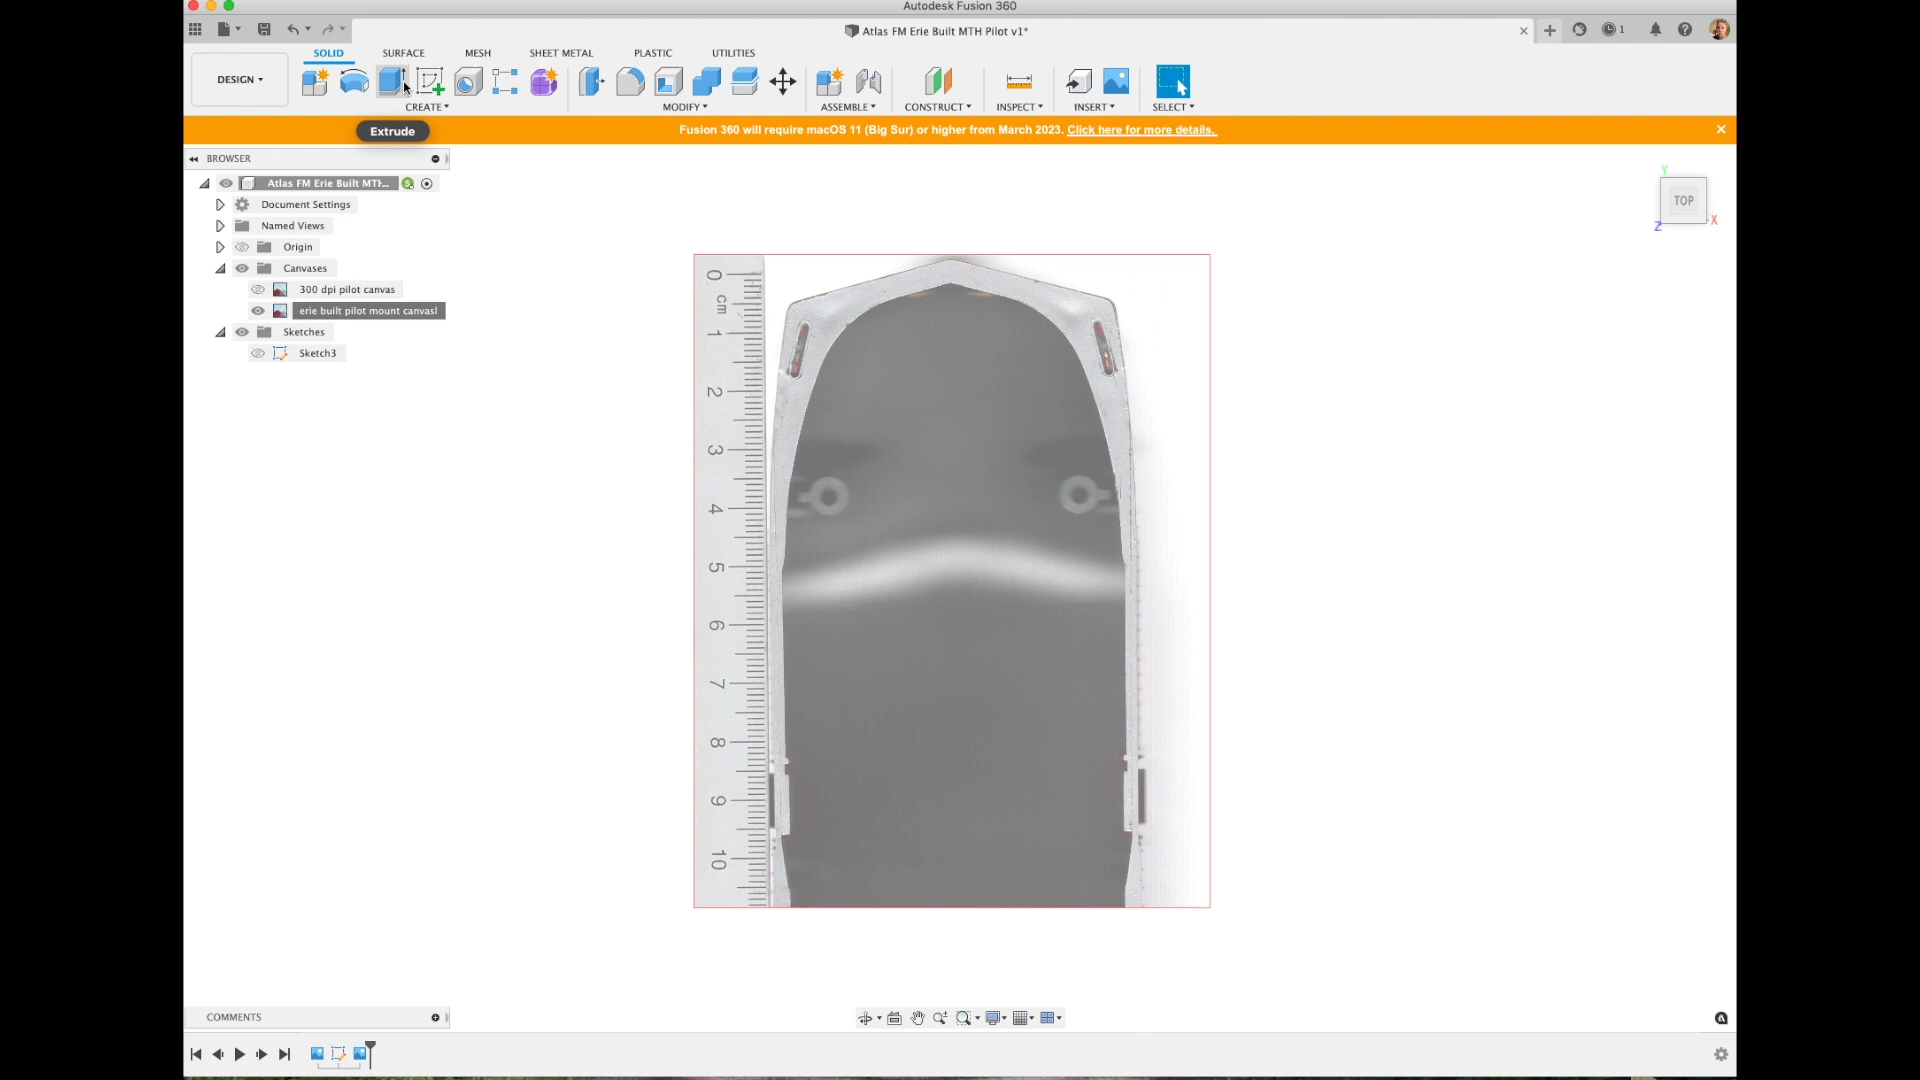 Autodesk Fusion 360
Atlas FM Erie Built MTH Pilot v1*
1
SOLID SURFACE MESH SHEET METAL PLASTIC UTILITIES
DESIGN
CREATE MODIFY ASSEMBLE CONSTRUCT INSPECT INSERT SELECT
Extrude
Fusion 360 will require macOS 11 (Big Sur) or higher from March 2023. Click here for more details.
BROWSER
Atlas FM Erie Built MTH...
Document Settings
Named Views
Origin
Canvases
300 dpi pilot canvas
erie built pilot mount canvasl
Sketches
Sketch3
Y
TOP
X
Z
0
cm
1
2
3
4
5
6
7
8
9
10
COMMENTS